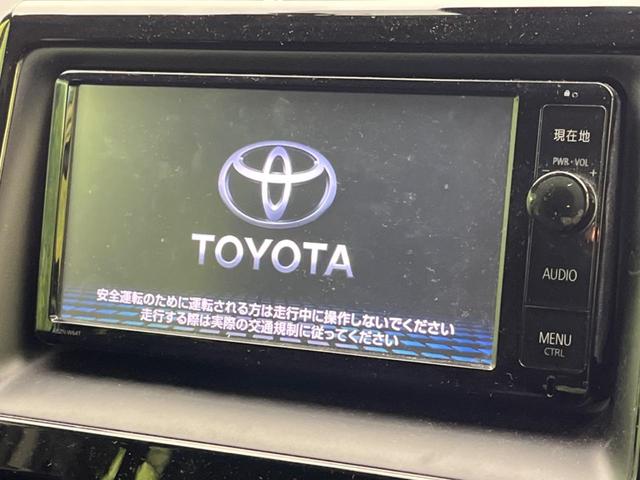 TOYOTA
安全運転のために運転される方は走行中に操作しないでください
走行する際は実際の交通規制に従ってください
現在地
PWR・VOL
+
AUDIO
MENU
CTRL